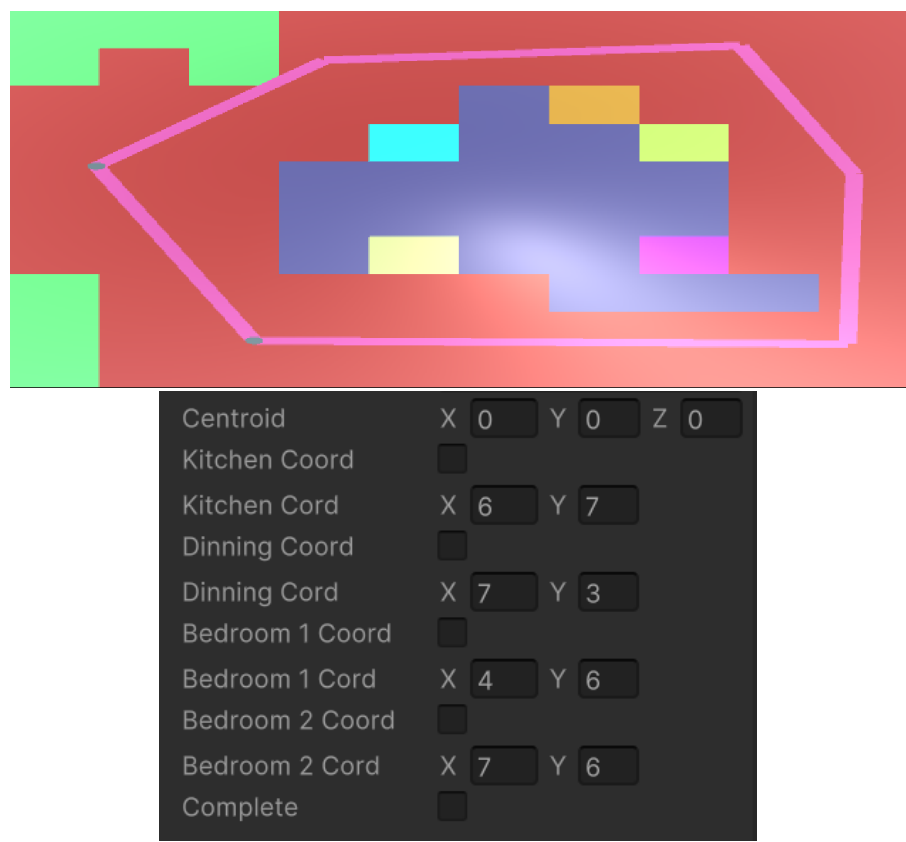 Centroid X 0 Y 0 Z 0
Kitchen Coord
Kitchen Cord X 6 Y 7
Dinning Coord
Dinning Cord X 7 Y 3
Bedroom 1 Coord
Bedroom 1 Cord X 4 Y 6
Bedroom 2 Coord
Bedroom 2 Cord X 7 Y 6
Complete